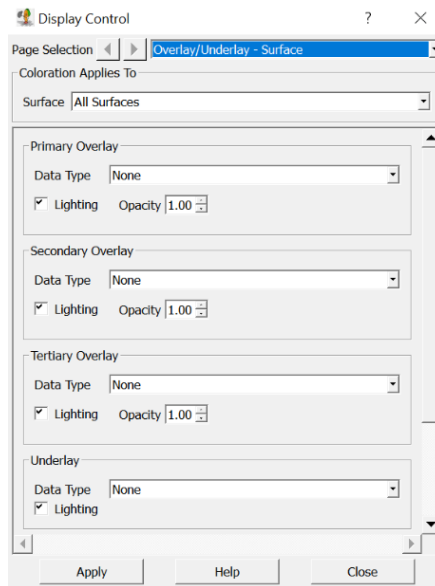 Display Control ?
Page Selection Overlay/Underlay - Surface
Coloration Applies To
Surface All Surfaces
Primary Overlay
Data Type None
Lighting Opacity 1.00
Secondary Overlay
Data Type None
Lighting Opacity 1.00
Tertiary Overlay
Data Type None
Lighting Opacity 1.00
Underlay
Data Type None
Lighting
Apply Help Close